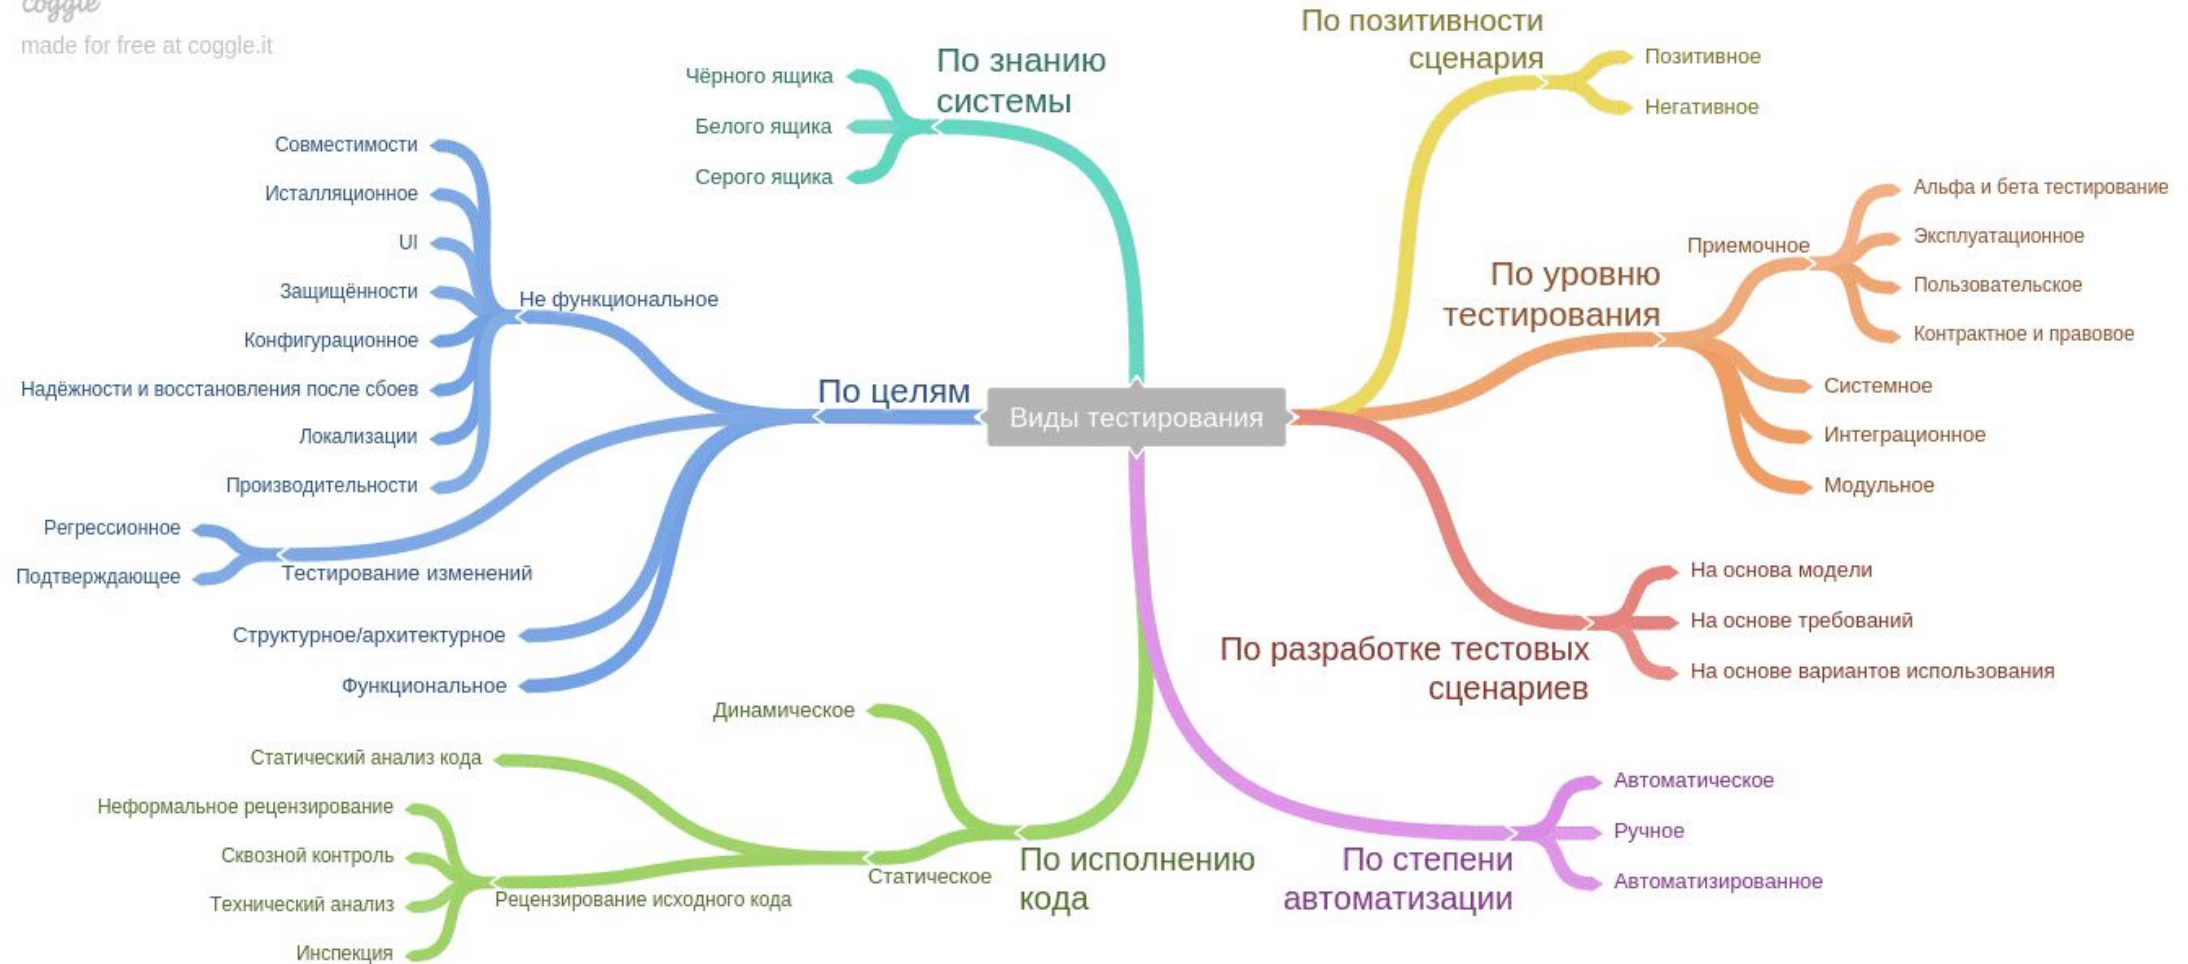 coggle
made for free at coggle.it
По знанию
системы
Чёрного ящика
Белого ящика
Серого ящика
По позитивности
сценария
Позитивное
Негативное
По уровню
тестирования
Приемочное
Альфа и бета тестирование
Эксплуатационное
Пользовательское
Контрактное и правовое
Системное
Интеграционное
Модульное
Виды тестирования
По целям
Не функциональное
Совместимости
Исталляционное
UI
Защищённости
Конфигурационное
Надёжности и восстановления после сбоев
Локализации
Производительности
Тестирование изменений
Регрессионное
Подтверждающее
Структурное/архитектурное
Функциональное
По разработке тестовых
сценариев
На основа модели
На основе требований
На основе вариантов использования
По исполнению
кода
Динамическое
Статическое
Статический анализ кода
Рецензирование исходного кода
Неформальное рецензирование
Сквозной контроль
Технический анализ
Инспекция
По степени
автоматизации
Автоматическое
Ручное
Автоматизированное